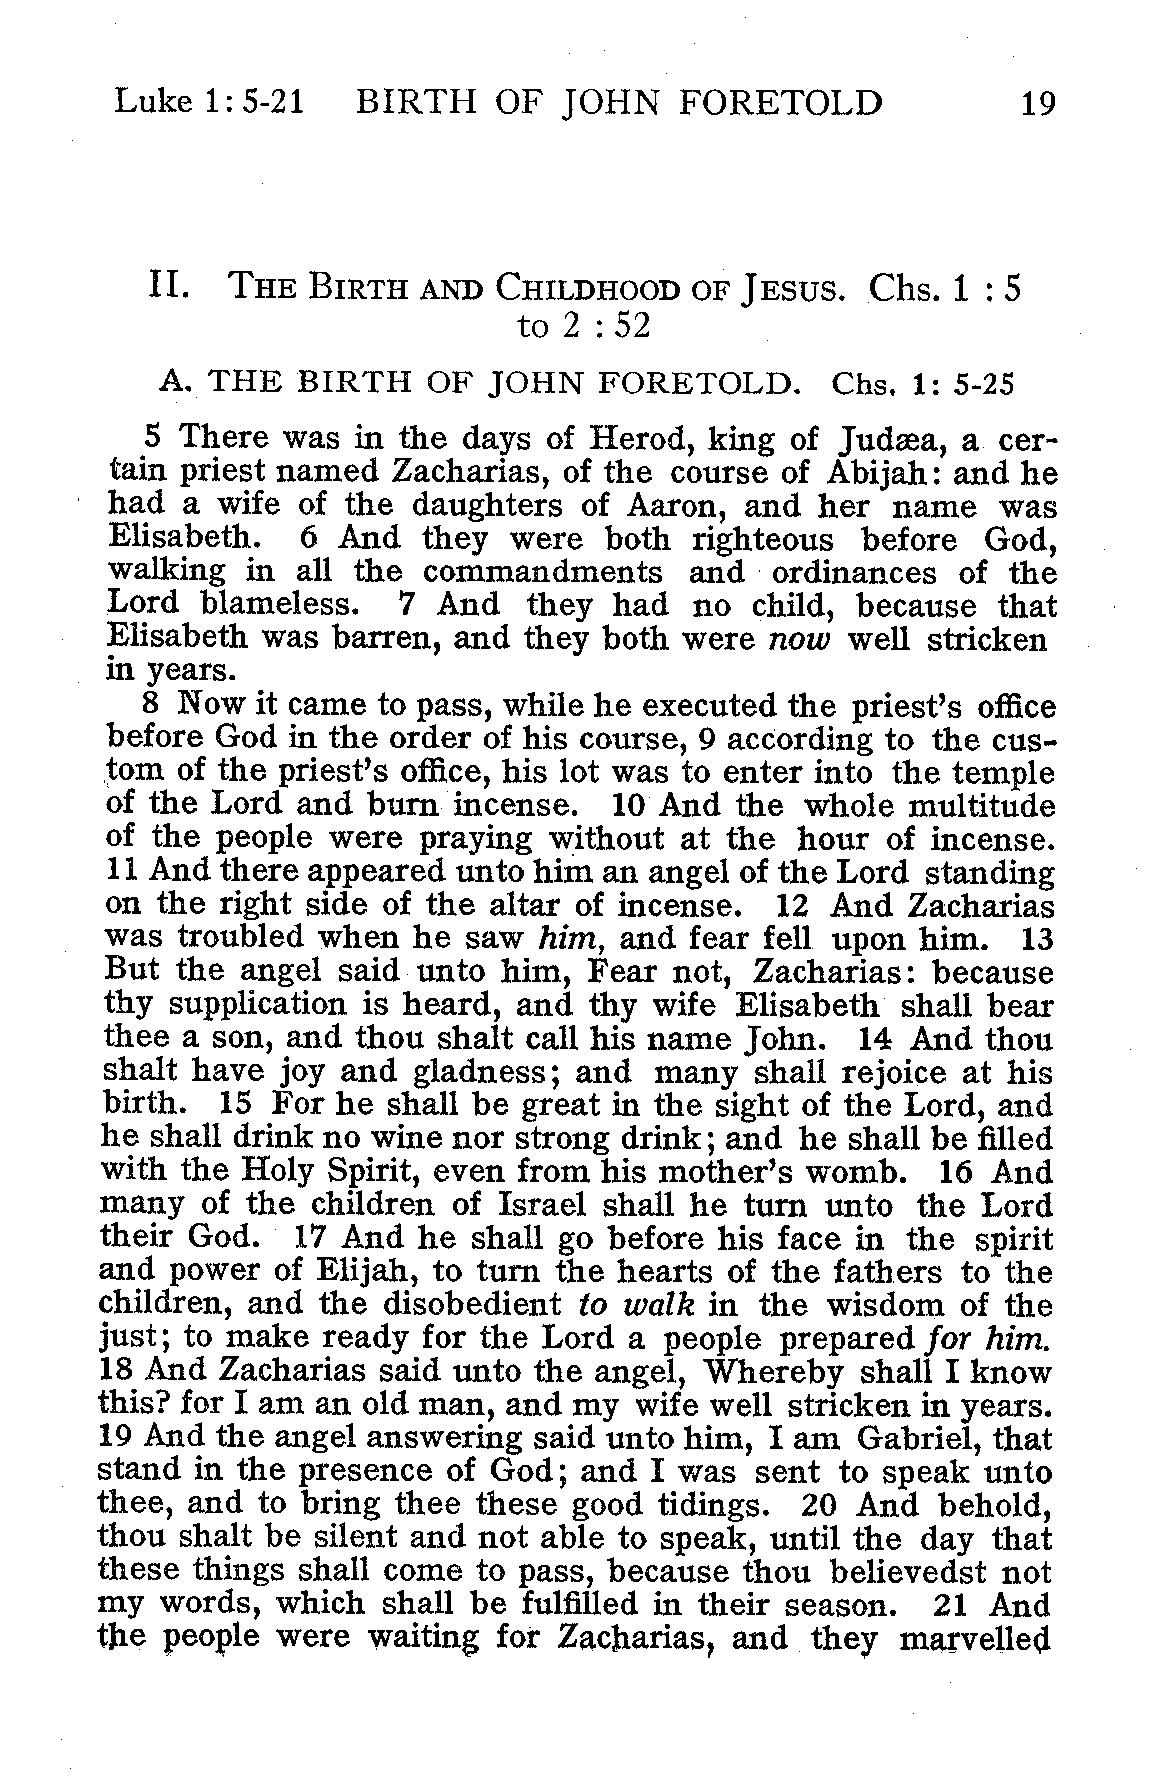 Luke 1: 5-21 BIRTH OF JOHN FORETOLD 19
II. THE BIRTH AND CHILDHOOD OF JESUS. Chs. 1 : 5
to 2 : 52
A. THE BIRTH OF JOHN FORETOLD. Chs. 1: 5-25
5 There was in the days of Herod, king of Judæa, a cer-
tain priest named Zacharias, of the course of Abijah: and he
had a wife of the daughters of Aaron, and her name was
Elisabeth. 6 And they were both righteous before God,
walking in all the commandments and ordinances of the
Lord blameless. 7 And they had no child, because that
Elisabeth was barren, and they both were now well stricken
in years.
8 Now it came to pass, while he executed the priest's office
before God in the order of his course, 9 according to the cus-
tom of the priest's office, his lot was to enter into the temple
of the Lord and burn incense. 10 And the whole multitude
of the people were praying without at the hour of incense.
11 And there appeared unto him an angel of the Lord standing
on the right side of the altar of incense. 12 And Zacharias
was troubled when he saw him, and fear fell upon him. 13
But the angel said unto him, Fear not, Zacharias: because
thy supplication is heard, and thy wife Elisabeth shall bear
thee a son, and thou shalt call his name John. 14 And thou
shalt have joy and gladness; and many shall rejoice at his
birth. 15 For he shall be great in the sight of the Lord, and
he shall drink no wine nor strong drink; and he shall be filled
with the Holy Spirit, even from his mother's womb. 16 And
many of the children of Israel shall he turn unto the Lord
their God. 17 And he shall go before his face in the spirit
and power of Elijah, to turn the hearts of the fathers to the
children, and the disobedient to walk in the wisdom of the
just; to make ready for the Lord a people prepared for him.
18 And Zacharias said unto the angel, Whereby shall I know
this? for I am an old man, and my wife well stricken in years.
19 And the angel answering said unto him, I am Gabriel, that
stand in the presence of God; and I was sent to speak unto
thee, and to bring thee these good tidings. 20 And behold,
thou shalt be silent and not able to speak, until the day that
these things shall come to pass, because thou believedst not
my words, which shall be fulfilled in their season. 21 And
the people were waiting for Zacharias, and they marvelled